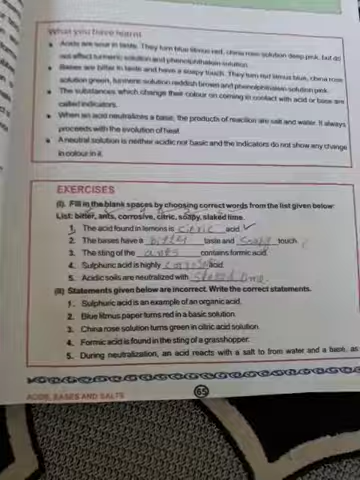 What you have learnt
Acids are sour in taste. They turn blue litmus red, china rose solution deep pink, but do
not affect turmeric solution and phenolphthalein solution.
Bases are bitter in taste and have a soapy touch. They turn red litmus blue, china rose
solution green, turmeric solution reddish brown and phenolphthalein solution pink.
The substances which change their colour on coming in contact with acid or base are
called indicators.
When an acid neutralizes a base, the products of reaction are salt and water. It always
proceeds with the evolution of heat.
A neutral solution is neither acidic nor basic and the indicators do not show any change
in colour in it.
EXERCISES
(I). Fill in the blank spaces by choosing correct words from the list given below:
List: bitter, ants, corrosive, citric, soapy, slaked lime.
1. The acid found in lemons is citric acid.
2. The bases have a bitter taste and soapy touch.
3. The sting of the ants contains formic acid.
4. Sulphuric acid is highly acid.
5. Acidic soils are neutralized with slaked lime.
(II) Statements given below are incorrect. Write the correct statements.
1. Sulphuric acid is an example of an organic acid.
2. Blue litmus paper turns red in a basic solution.
3. China rose solution turns green in citric acid solution.
4. Formic acid is found in the sting of a grasshopper.
5. During neutralization, an acid reacts with a salt to from water and a base, as
ACIDS, BASES AND SALTS
65